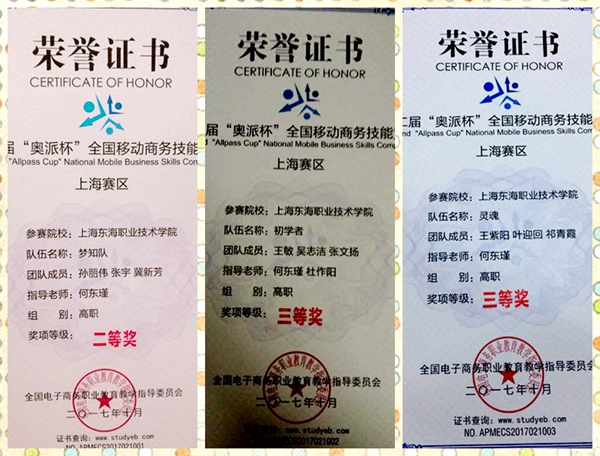 荣誉证书
CERTIFICATE OF HONOR
届“奥派杯”全国移动商务技能
"Allpass Cup" National Mobile Business Skills Com
上海赛区
参赛院校：上海东海职业技术学院
队伍名称：梦知队
团队成员：孙丽伟 张宇 冀新芳
指导老师：何东瑾
组 别：高职
奖项等级：二等奖
全国电子商务职业教育教学指导委员会
二〇一七年十月
证书查询：www.studyeb.com
NO. APMECS2017021001
荣誉证书
CERTIFICATE OF HONOR
届“奥派杯”全国移动商务技能
nd "Allpass Cup" National Mobile Business Skills Comp
上海赛区
参赛院校：上海东海职业技术学院
队伍名称：初学者
团队成员：王敏 吴志洁 张文扬
指导老师：何东瑾 杜作阳
组 别：高职
奖项等级：三等奖
全国电子商务职业教育教学指导委员会
二〇一七年十月
证书查询：www.studyeb.com
NO. APMECS2017021002
荣誉证书
CERTIFICATE OF HONOR
二届“奥派杯”全国移动商务技能
nd "Allpass Cup" National Mobile Business Skills Comp
上海赛区
参赛院校：上海东海职业技术学院
队伍名称：灵魂
团队成员：王紫阳 叶迎回 祁青霞
指导老师：何东瑾
组 别：高职
奖项等级：三等奖
全国电子商务职业教育教学指导委员会
二〇一七年十月
证书查询：www.studyeb.com
NO. APMECS2017021003